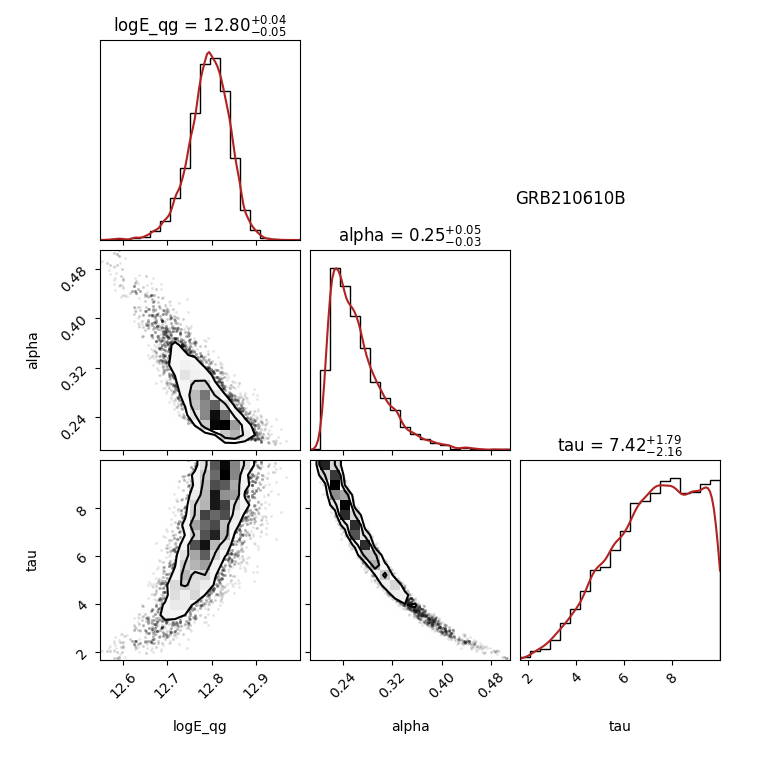 logE_qg = 12.80+0.04−0.05
GRB210610B
alpha = 0.25+0.05−0.03
0.48
0.40
0.32
0.24
alpha
tau = 7.42+1.79−2.16
8
6
4
2
tau
12.6 12.7 12.8 12.9
0.24 0.32 0.40 0.48
2 4 6 8
logE_qg alpha tau